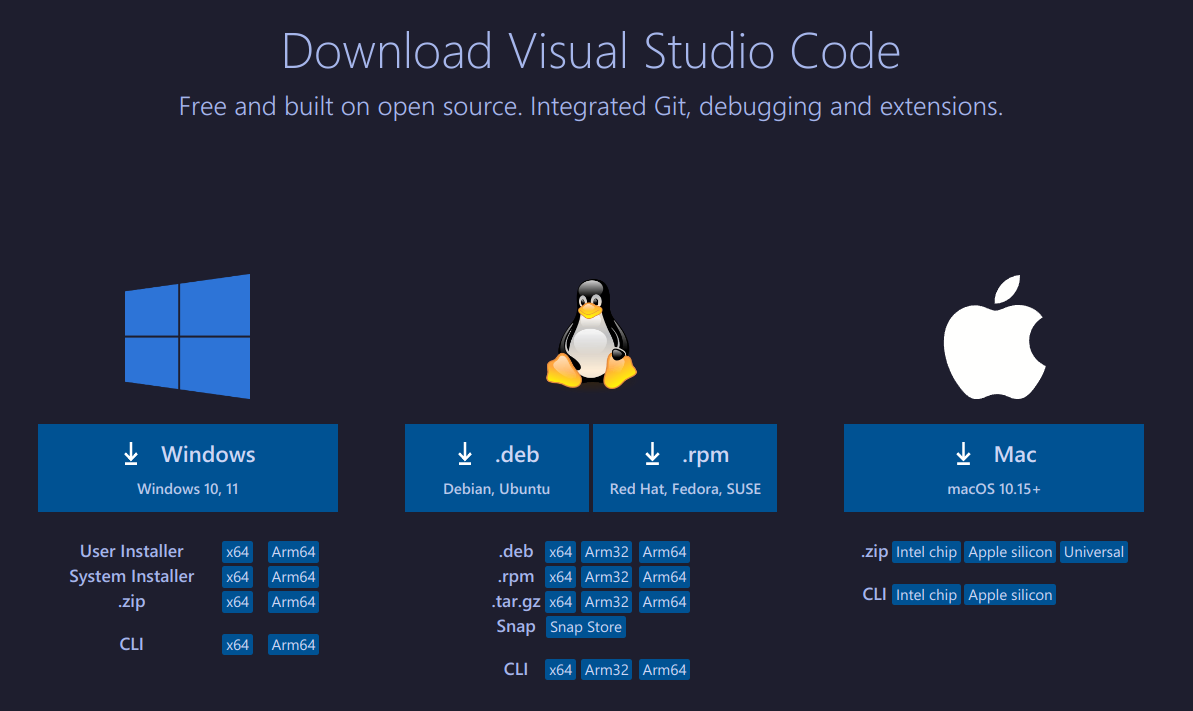 Download Visual Studio Code
Free and built on open source. Integrated Git, debugging and extensions.
Windows
Windows 10, 11
User Installer x64 Arm64
System Installer x64 Arm64
.zip x64 Arm64
CLI x64 Arm64
.deb
Debian, Ubuntu
.rpm
Red Hat, Fedora, SUSE
.deb x64 Arm32 Arm64
.rpm x64 Arm32 Arm64
.tar.gz x64 Arm32 Arm64
Snap Snap Store
CLI x64 Arm32 Arm64
Mac
macOS 10.15+
.zip Intel chip Apple silicon Universal
CLI Intel chip Apple silicon